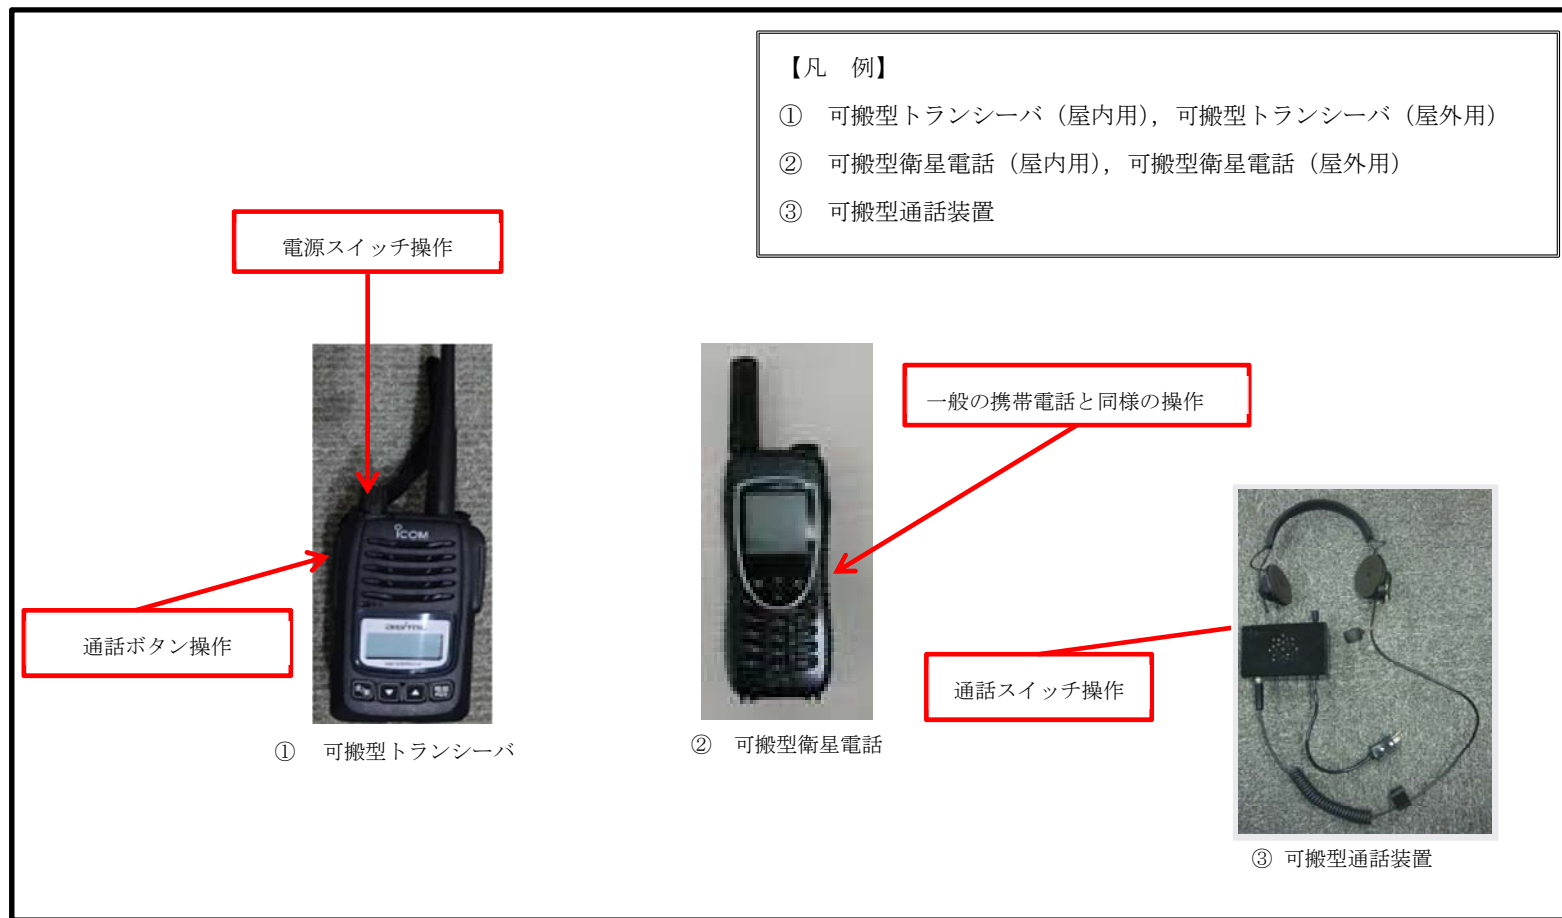 【凡　例】
①　可搬型トランシーバ（屋内用），可搬型トランシーバ（屋外用）
②　可搬型衛星電話（屋内用），可搬型衛星電話（屋外用）
③　可搬型通話装置
電源スイッチ操作
一般の携帯電話と同様の操作
iCOM
通話ボタン操作
通話スイッチ操作
①　可搬型トランシーバ
②　可搬型衛星電話
③ 可搬型通話装置